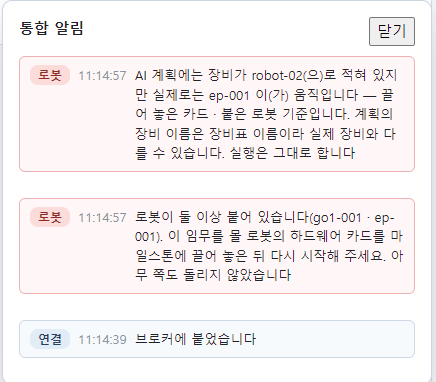 통합 알림
닫기
로봇 11:14:57 AI 계획에는 장비가 robot-02(으)로 적혀 있지
만 실제로는 ep-001 이(가) 움직입니다 — 끌
어 놓은 카드 · 붙은 로봇 기준입니다. 계획의
장비 이름은 장비표 이름이라 실제 장비와 다
를 수 있습니다. 실행은 그대로 합니다
로봇 11:14:57 로봇이 둘 이상 붙어 있습니다(go1-001 · ep-
001). 이 임무를 몰 로봇의 하드웨어 카드를 마
일스톤에 끌어 놓은 뒤 다시 시작해 주세요. 아
무 쪽도 돌리지 않았습니다
연결 11:14:39 브로커에 붙었습니다